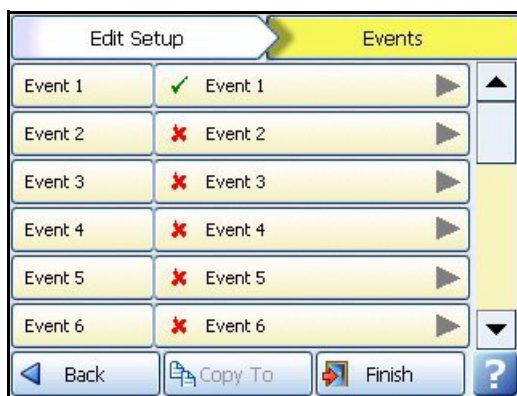 Edit Setup Events
Event 1 Event 1
Event 2 Event 2
Event 3 Event 3
Event 4 Event 4
Event 5 Event 5
Event 6 Event 6
Back Copy To Finish ?